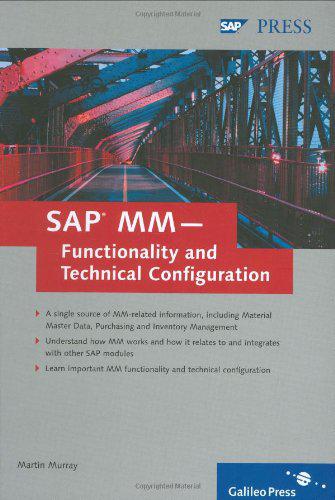 SAP PRESS
SAP® MM—
Functionality and
Technical Configuration
A single source of MM-related information, including Material
Master Data, Purchasing and Inventory Management
Understand how MM works and how it relates to and integrates
with other SAP modules
Learn important MM functionality and technical configuration
Martin Murray
Galileo Press